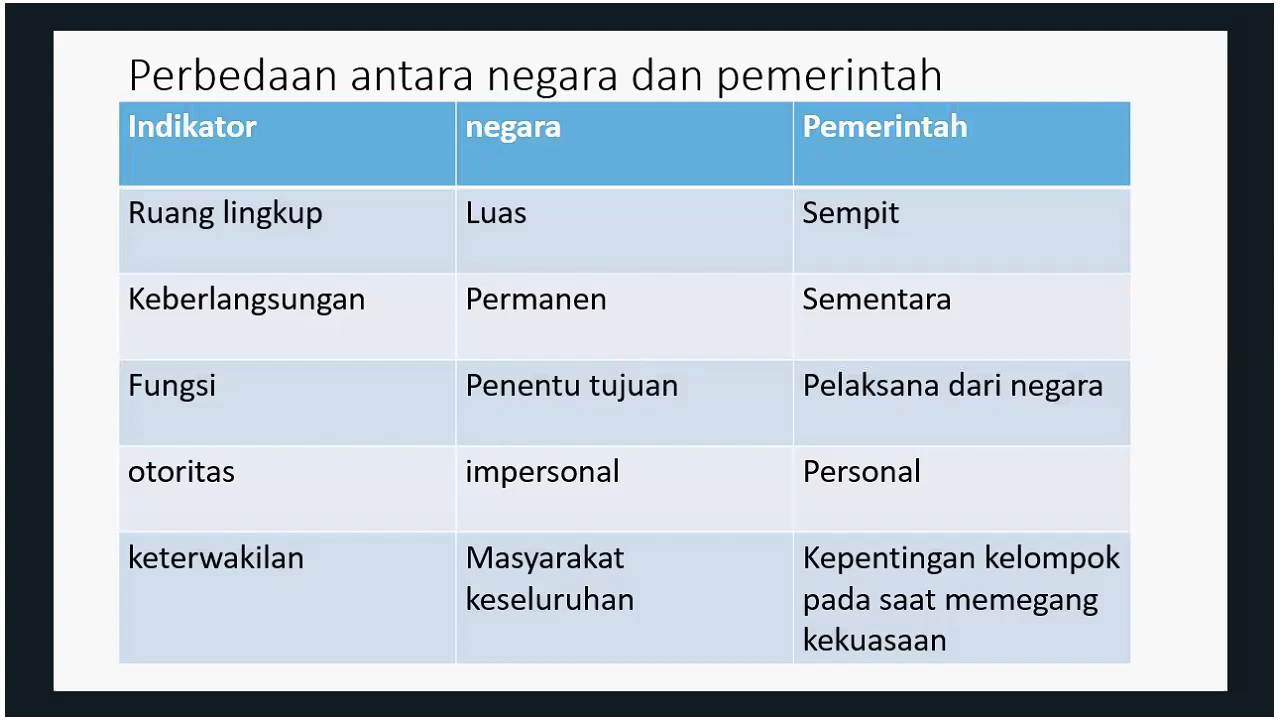 Perbedaan antara negara dan pemerintah
Indikator negara Pemerintah
Ruang lingkup Luas Sempit
Keberlangsungan Permanen Sementara
Fungsi Penentu tujuan Pelaksana dari negara
otoritas impersonal Personal
keterwakilan Masyarakat Kepentingan kelompok
keseluruhan pada saat memegang
kekuasaan